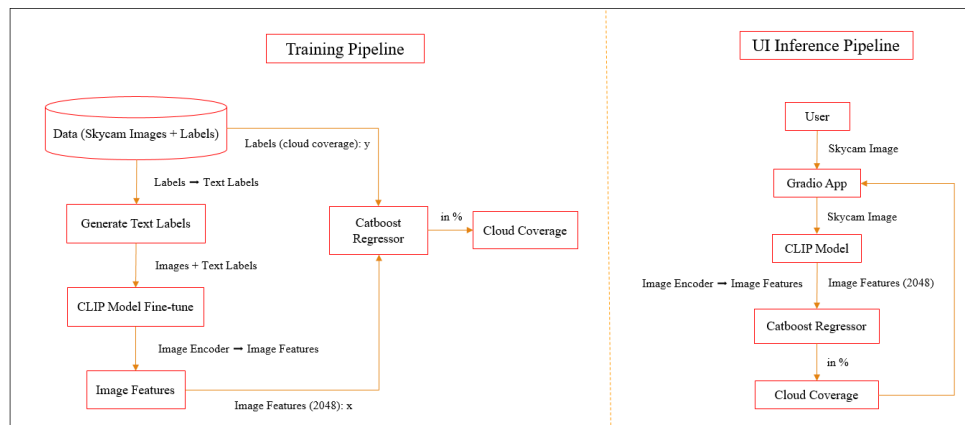 Training Pipeline
Data (Skycam Images + Labels)
Labels (cloud coverage): y
Labels → Text Labels
Generate Text Labels
Images + Text Labels
CLIP Model Fine-tune
Image Encoder → Image Features
Image Features
Image Features (2048): x
Catboost
Regressor
in %
Cloud Coverage
UI Inference Pipeline
User
Skycam Image
Gradio App
Skycam Image
CLIP Model
Image Encoder → Image Features
Image Features (2048)
Catboost Regressor
in %
Cloud Coverage